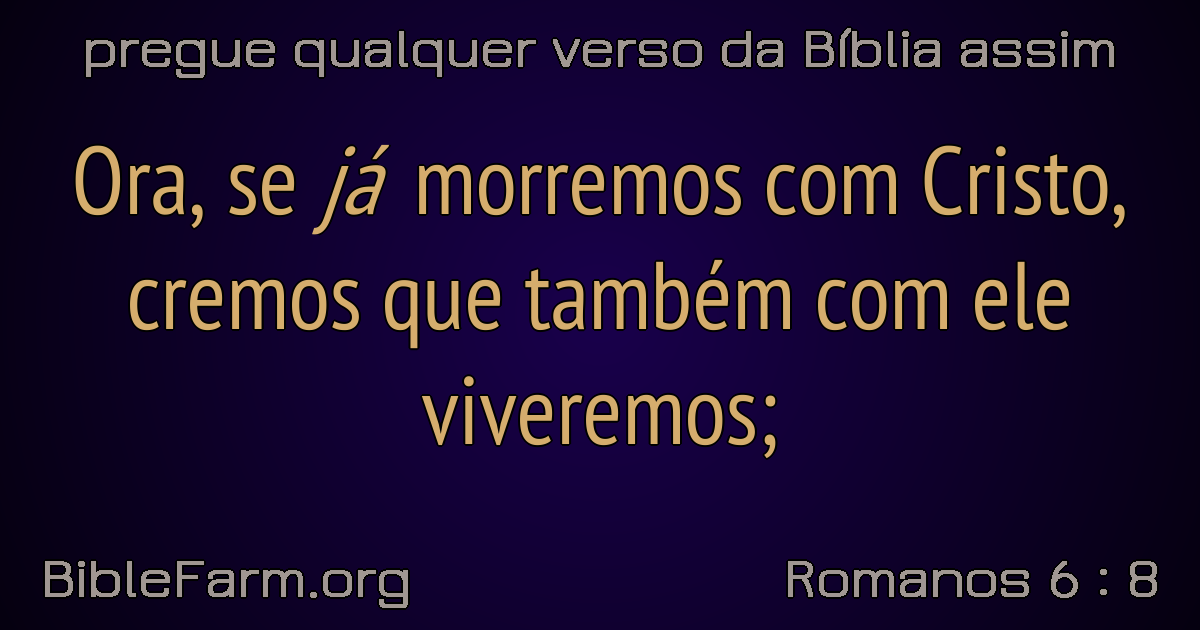 pregue qualquer verso da Bíblia assim
Ora, se já morremos com Cristo,
cremos que também com ele
viveremos;
BibleFarm.org
Romanos 6 : 8